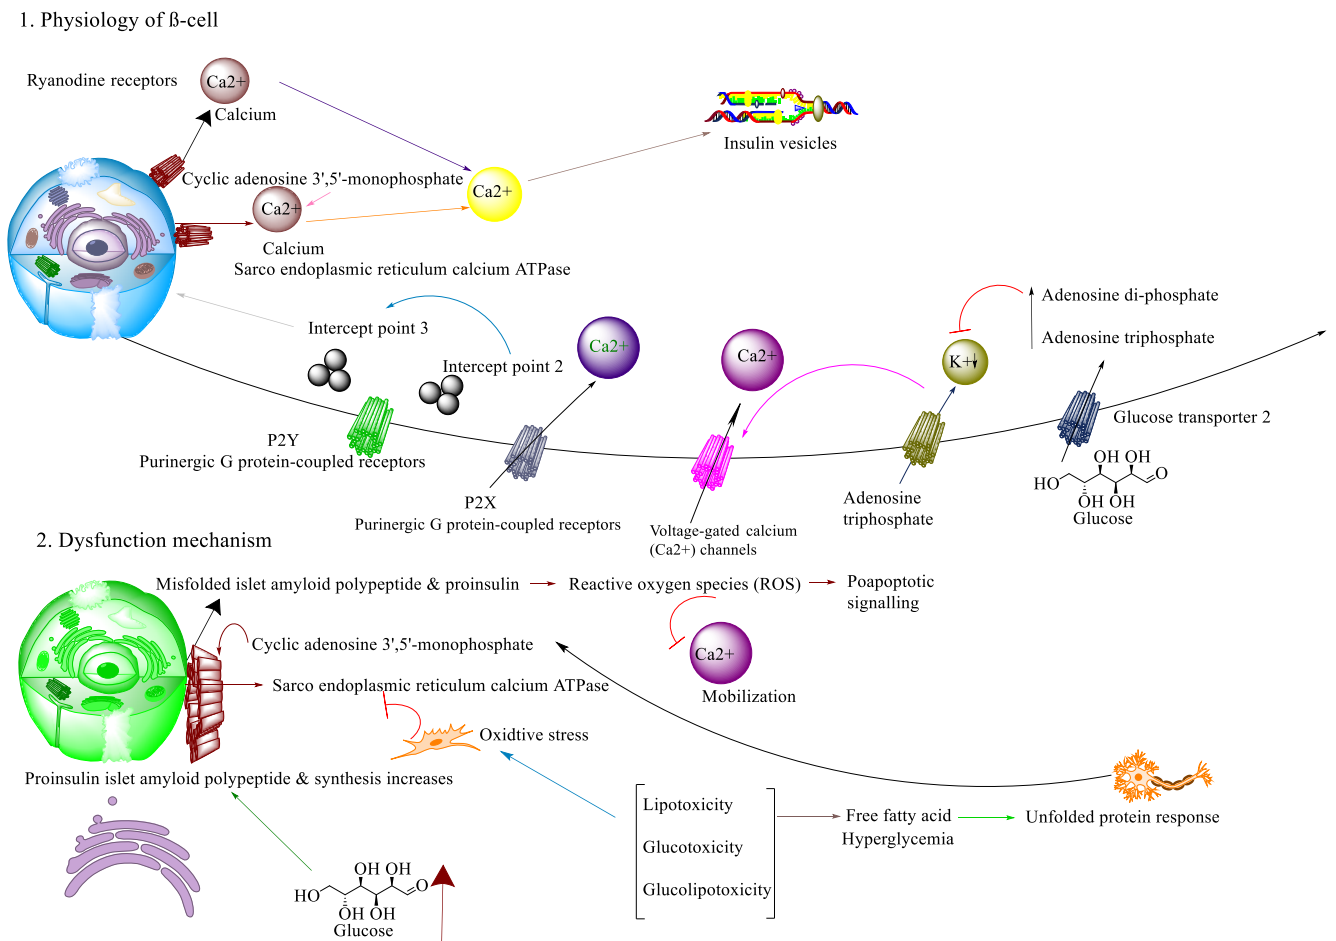 1. Physiology of ß-cell
Ryanodine receptors
Ca2+
Calcium
Insulin vesicles
Cyclic adenosine 3',5'-monophosphate
Ca2+
Ca2+
Calcium
Sarco endoplasmic reticulum calcium ATPase
Intercept point 3
Intercept point 2
Ca2+
Ca2+
K+
Adenosine di-phosphate
Adenosine triphosphate
Glucose transporter 2
P2Y
Purinergic G protein-coupled receptors
P2X
Purinergic G protein-coupled receptors
Voltage-gated calcium
(Ca2+) channels
Adenosine
triphosphate
OH OH
HO
O
OH OH
Glucose
2. Dysfunction mechanism
Misfolded islet amyloid polypeptide & proinsulin
Reactive oxygen species (ROS)
Poapoptotic
signalling
Cyclic adenosine 3',5'-monophosphate
Ca2+
Mobilization
Sarco endoplasmic reticulum calcium ATPase
Oxidtive stress
Proinsulin islet amyloid polypeptide & synthesis increases
Lipotoxicity
Glucotoxicity
Glucolipotoxicity
Free fatty acid
Hyperglycemia
Unfolded protein response
OH OH
HO
O
OH OH
Glucose